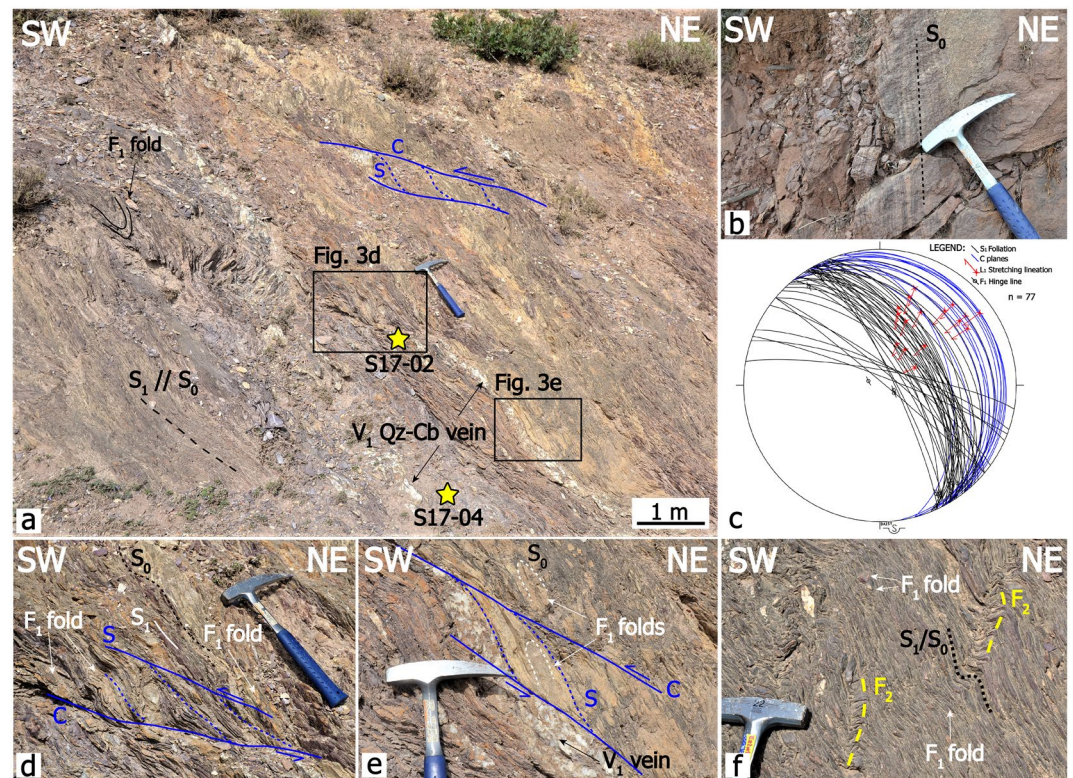 SW
NE
F₁ fold
C
S
Fig. 3d
S17-02
Fig. 3e
S₁ // S₀
V₁ Qz-Cb vein
S17-04
1 m
a
SW
NE
S₀
b
LEGEND:
S₁ Foliation
C planes
L₁ Stretching lineation
F₁ Hinge line
n = 77
S
c
SW
NE
S₀
F₁ fold
S
S₁
F₁ fold
C
d
SW
NE
S₀
F₁ folds
S
C
V₁ vein
e
SW
NE
F₁ fold
F₂
S₁/S₀
F₂
F₁ fold
22
f